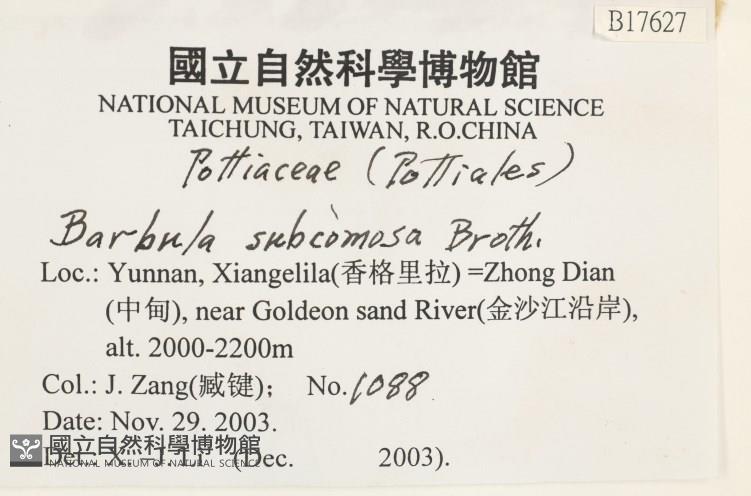 B17627
國立自然科學博物館
NATIONAL MUSEUM OF NATURAL SCIENCE
TAICHUNG, TAIWAN, R.O.CHINA
Pottiaceae (Pottiales)
Barbula subcomosa Broth.
Loc.: Yunnan, Xiangelila(香格里拉) =Zhong Dian
(中甸), near Goldeon sand River(金沙江沿岸),
alt. 2000-2200m
Col.: J. Zang(臧键); No. 1088
Date: Nov. 29. 2003.
國立自然科學博物館
NATIONAL MUSEUM OF NATURAL SCIENCE
Det.: X. -J. Li (Dec. 2003).